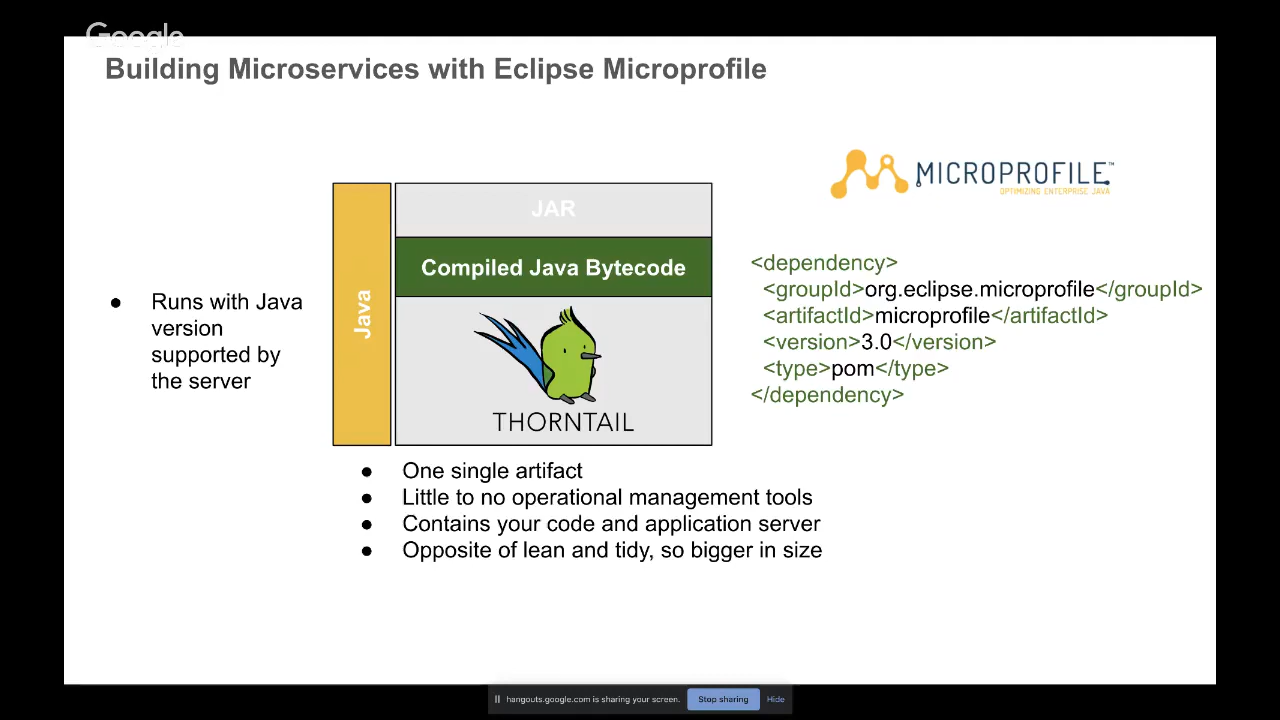 Google
Building Microservices with Eclipse Microprofile
MICROPROFILE™
OPTIMIZING ENTERPRISE JAVA
JAR
Compiled Java Bytecode
Java
THORNTAIL
● Runs with Java
version
supported by
the server
<dependency>
<groupId>org.eclipse.microprofile</groupId>
<artifactId>microprofile</artifactId>
<version>3.0</version>
<type>pom</type>
</dependency>
● One single artifact
● Little to no operational management tools
● Contains your code and application server
● Opposite of lean and tidy, so bigger in size
hangouts.google.com is sharing your screen. Stop sharing Hide